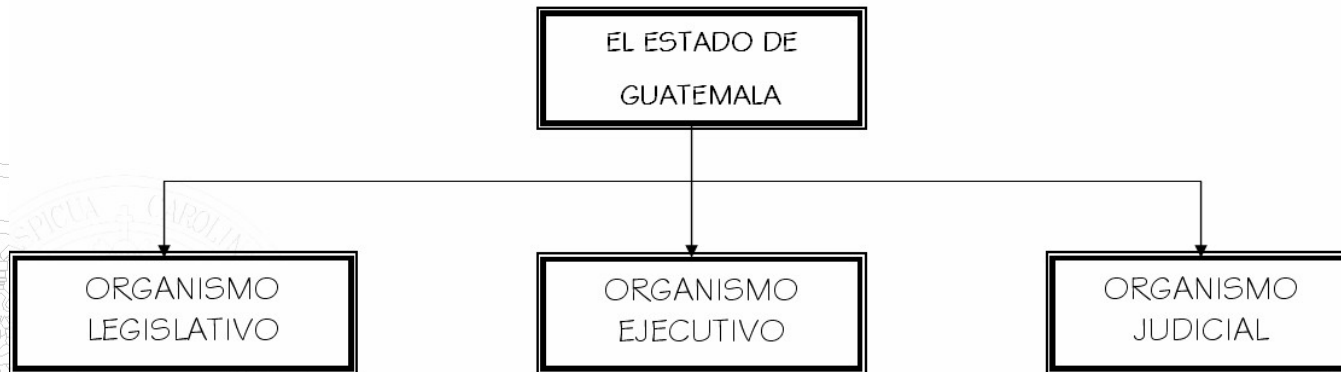 EL ESTADO DE
GUATEMALA
ORGANISMO
LEGISLATIVO
ORGANISMO
EJECUTIVO
ORGANISMO
JUDICIAL